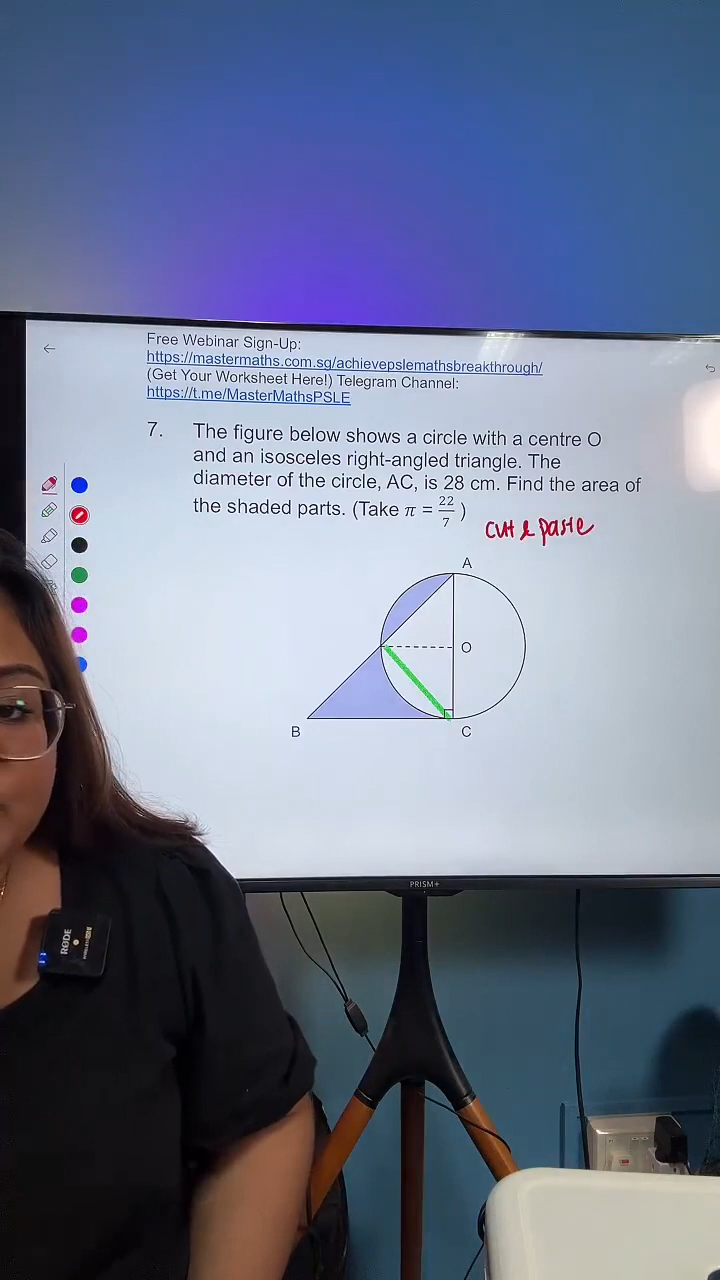 Free Webinar Sign-Up:
https://mastermaths.com.sg/achievepslemathsbreakthrough/
(Get Your Worksheet Here!) Telegram Channel:
https://t.me/MasterMathsPSLE
7. The figure below shows a circle with a centre O
and an isosceles right-angled triangle. The
diameter of the circle, AC, is 28 cm. Find the area of
the shaded parts. (Take π = 22/7 )
cut & paste
A
O
B
C
PRISM+
RØDE